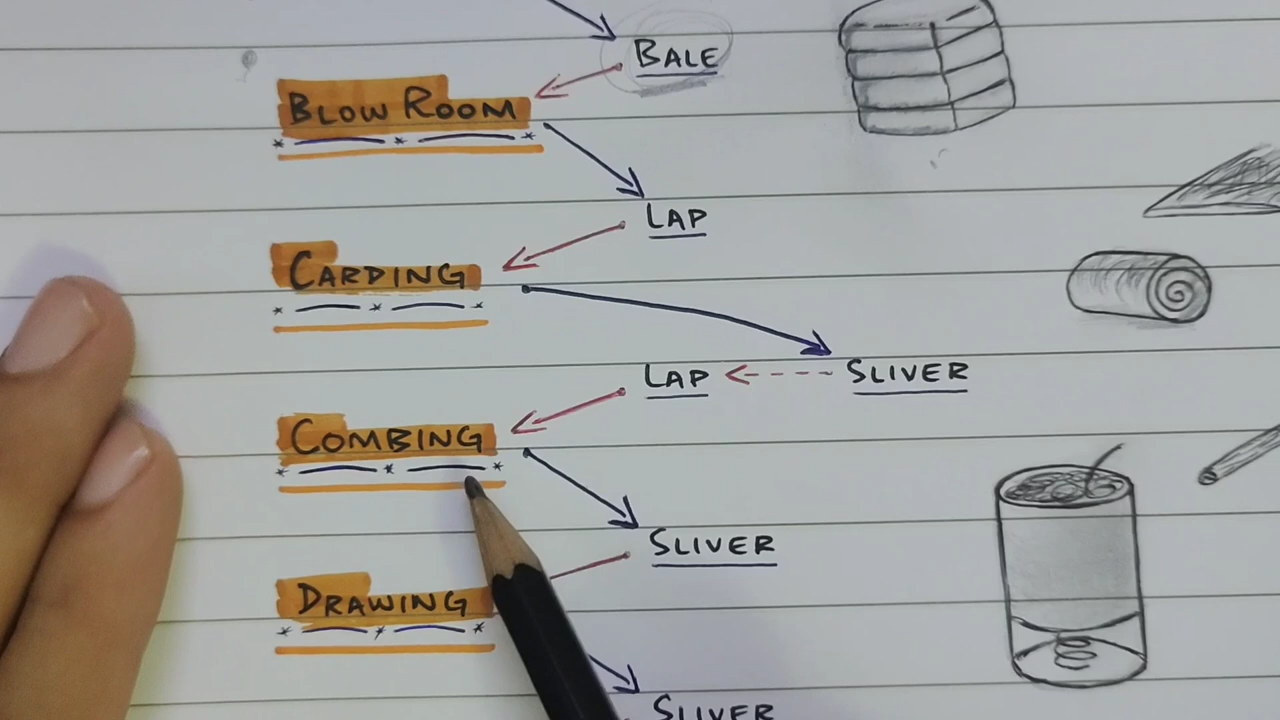 BALE
BLOW ROOM
LAP
CARDING
LAP SLIVER
COMBING
SLIVER
DRAWING
SLIVER